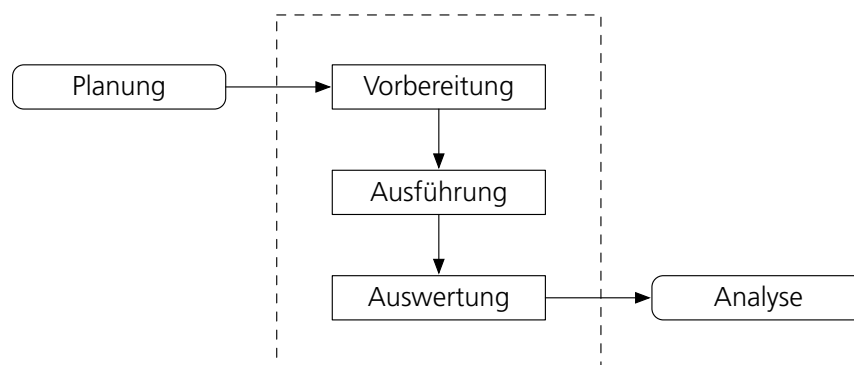 Planung
Vorbereitung
Ausführung
Auswertung
Analyse